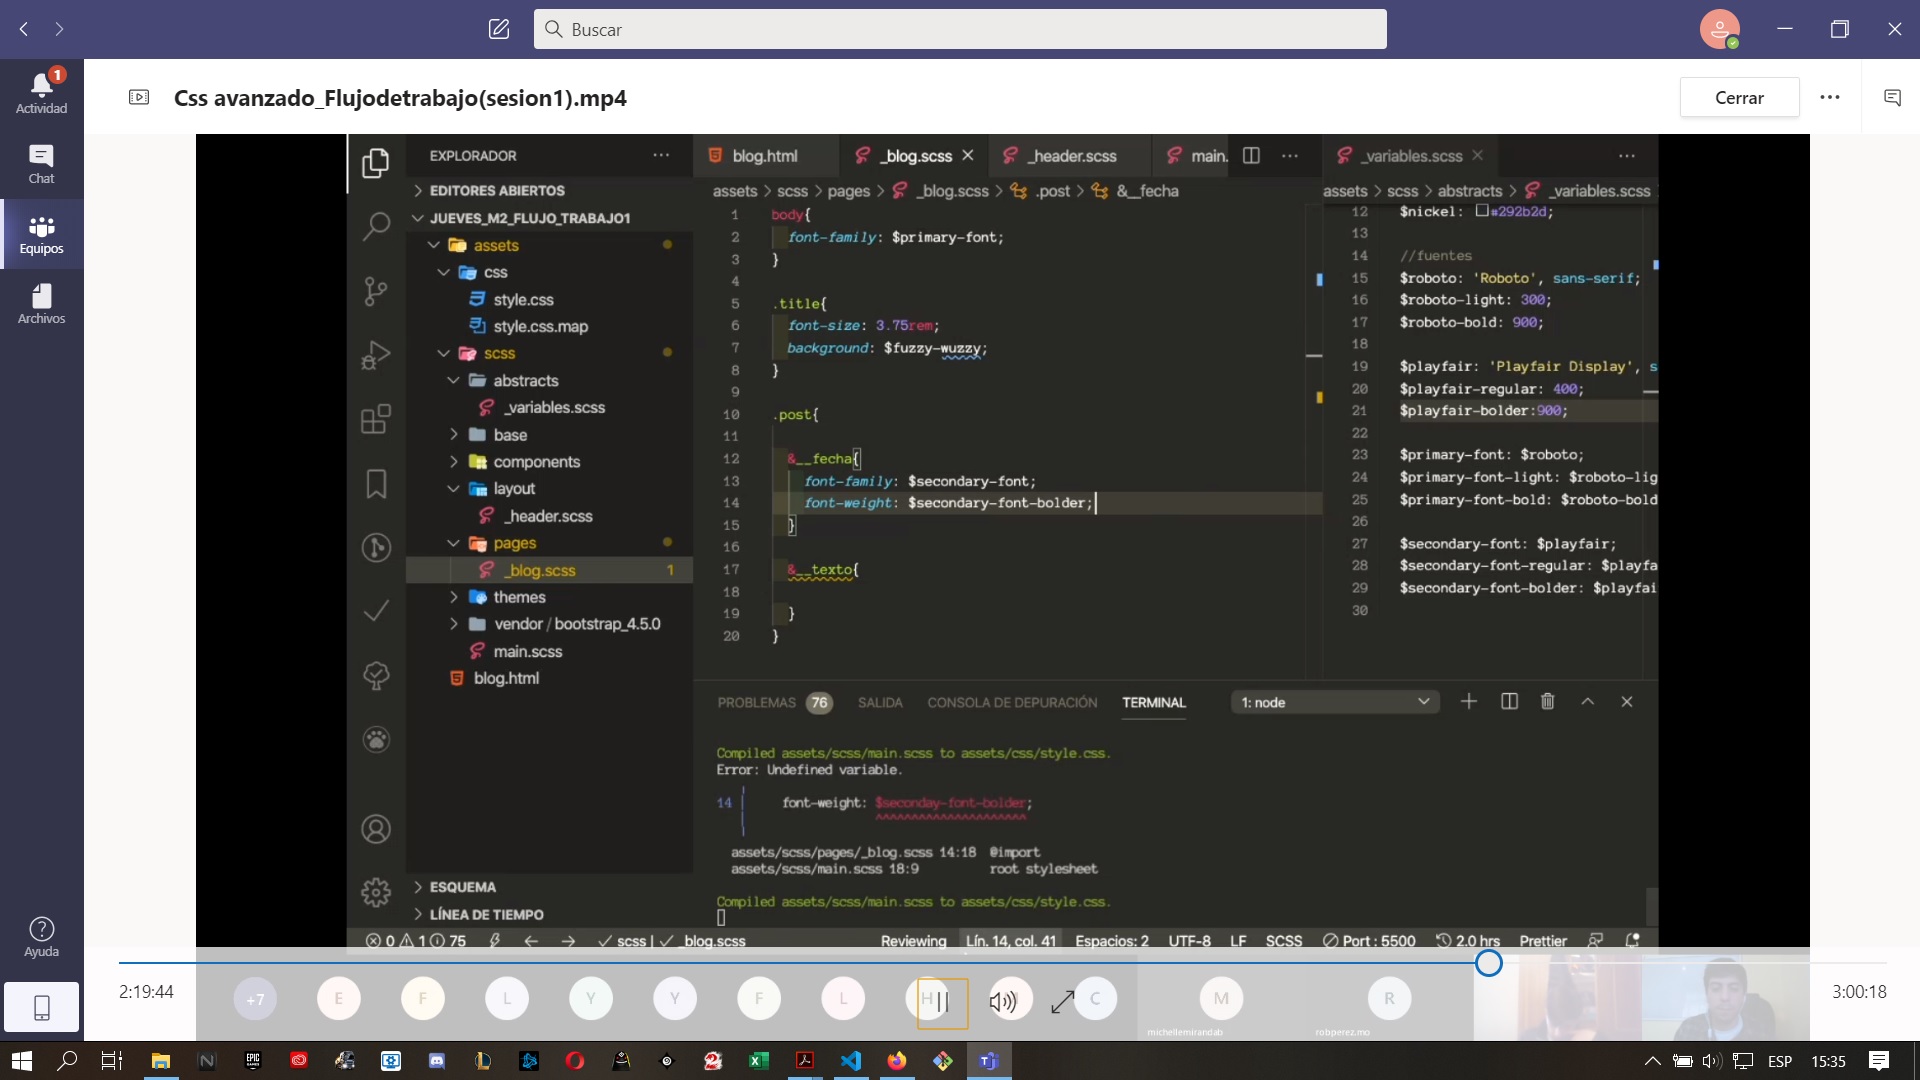 Buscar
1
Actividad
Chat
Equipos
Archivos
Ayuda
Css avanzado_Flujodetrabajo(sesion1).mp4
Cerrar
EXPLORADOR
EDITORES ABIERTOS
JUEVES_M2_FLUJO_TRABAJO1
assets
css
style.css
style.css.map
scss
abstracts
_variables.scss
base
components
layout
_header.scss
pages
_blog.scss 1
themes
vendor / bootstrap_4.5.0
main.scss
blog.html
ESQUEMA
LÍNEA DE TIEMPO
blog.html _blog.scss _header.scss main.
assets > scss > pages > _blog.scss > .post > &__fecha
1 body{
2 font-family: $primary-font;
3 }
4
5 .title{
6 font-size: 3.75rem;
7 background: $fuzzy-wuzzy;
8 }
9
10 .post{
11
12 &__fecha{
13 font-family: $secondary-font;
14 font-weight: $secondary-font-bolder;
15 }
16
17 &__texto{
18
19 }
20 }
_variables.scss
assets > scss > abstracts > _variables.scss
12 $nickel: #292b2d;
13
14 //fuentes
15 $roboto: 'Roboto', sans-serif;
16 $roboto-light: 300;
17 $roboto-bold: 900;
18
19 $playfair: 'Playfair Display', s
20 $playfair-regular: 400;
21 $playfair-bolder:900;
22
23 $primary-font: $roboto;
24 $primary-font-light: $roboto-lig
25 $primary-font-bold: $roboto-bold
26
27 $secondary-font: $playfair;
28 $secondary-font-regular: $playfa
29 $secondary-font-bolder: $playfai
30
PROBLEMAS 76 SALIDA CONSOLA DE DEPURACIÓN TERMINAL 1: node
Compiled assets/scss/main.scss to assets/css/style.css.
Error: Undefined variable.
14 | font-weight: $seconday-font-bolder;
^^^^^^^^^^^^^^^^^^^^^
assets/scss/pages/_blog.scss 14:18 @import
assets/scss/main.scss 18:9 root stylesheet
Compiled assets/scss/main.scss to assets/css/style.css.
0 1 75 scss | _blog.scss Reviewing Lín. 14, col. 41 Espacios: 2 UTF-8 LF SCSS Port : 5500 2.0 hrs Prettier
2:19:44 +7 E F L Y Y F L H C M R 3:00:18
michellemirandab robperez.mo
ESP 15:35